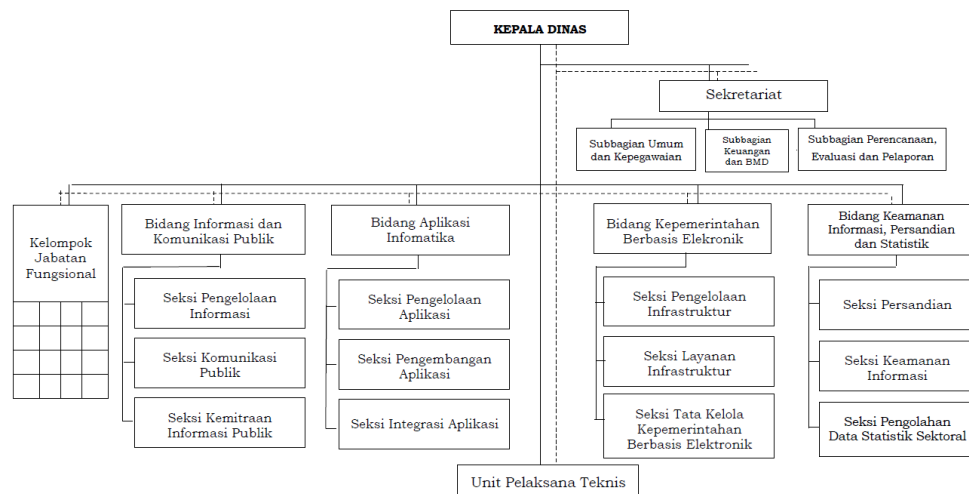 KEPALA DINAS
Sekretariat
Subbagian Umum
dan Kepegawaian
Subbagian
Keuangan
dan BMD
Subbagian Perencanaan,
Evaluasi dan Pelaporan
Kelompok
Jabatan
Fungsional
Bidang Informasi dan
Komunikasi Publik
Seksi Pengelolaan
Informasi
Seksi Komunikasi
Publik
Seksi Kemitraan
Informasi Publik
Bidang Aplikasi
Infomatika
Seksi Pengelolaan
Aplikasi
Seksi Pengembangan
Aplikasi
Seksi Integrasi Aplikasi
Bidang Kepemerintahan
Berbasis Elekronik
Seksi Pengelolaan
Infrastruktur
Seksi Layanan
Infrastruktur
Seksi Tata Kelola
Kepemerintahan
Berbasis Elektronik
Bidang Keamanan
Informasi, Persandian
dan Statistik
Seksi Persandian
Seksi Keamanan
Informasi
Seksi Pengolahan
Data Statistik Sektoral
Unit Pelaksana Teknis